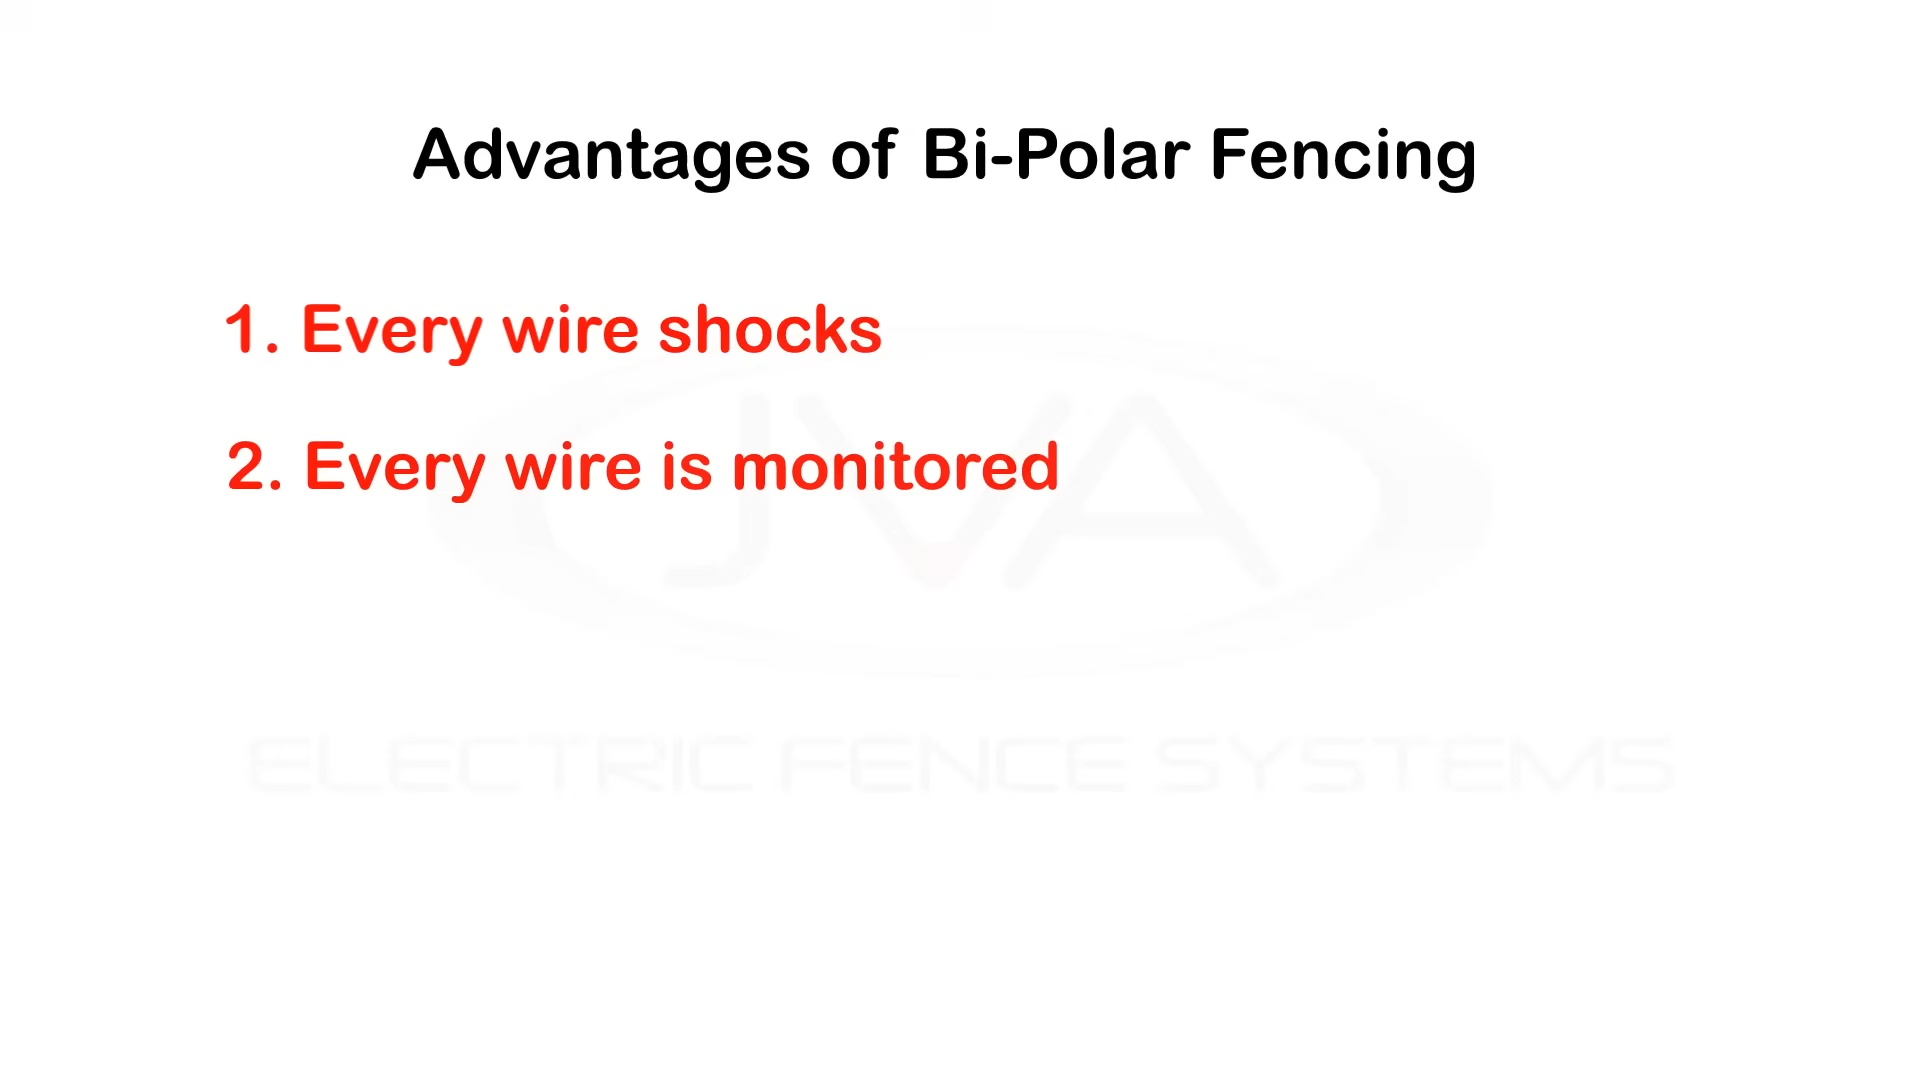 Advantages of Bi-Polar Fencing
1. Every wire shocks
2. Every wire is monitored
JVA
ELECTRIC FENCE SYSTEMS